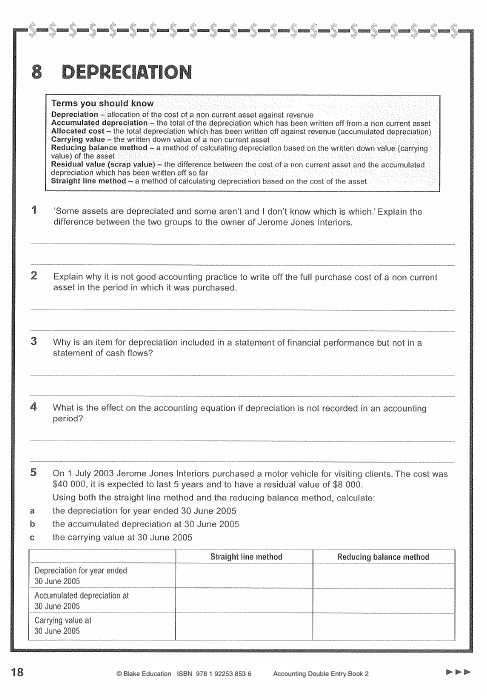 8 DEPRECIATION
Terms you should know
Depreciation – allocation of the cost of a non current asset against revenue
Accumulated depreciation – the total of the depreciation which has been written off from a non current asset
Allocated cost – the total depreciation which has been written off against revenue (accumulated depreciation)
Carrying value – the written down value of a non current asset
Reducing balance method – a method of calculating depreciation based on the written down value (carrying
value) of the asset
Residual value (scrap value) – the difference between the cost of a non current asset and the accumulated
depreciation which has been written off so far
Straight line method – a method of calculating depreciation based on the cost of the asset
1 'Some assets are depreciated and some aren't and I don't know which is which.' Explain the
difference between the two groups to the owner of Jerome Jones Interiors.
2 Explain why it is not good accounting practice to write off the full purchase cost of a non current
asset in the period in which it was purchased.
3 Why is an item for depreciation included in a statement of financial performance but not in a
statement of cash flows?
4 What is the effect on the accounting equation if depreciation is not recorded in an accounting
period?
5 On 1 July 2003 Jerome Jones Interiors purchased a motor vehicle for visiting clients. The cost was
$40 000, it is expected to last 5 years and to have a residual value of $8 000.
Using both the straight line method and the reducing balance method, calculate:
a the depreciation for year ended 30 June 2005
b the accumulated depreciation at 30 June 2005
c the carrying value at 30 June 2005
Straight line method Reducing balance method
Depreciation for year ended
30 June 2005
Accumulated depreciation at
30 June 2005
Carrying value at
30 June 2005
18 © Blake Education ISBN 978 1 92253 853 6 Accounting Double Entry Book 2